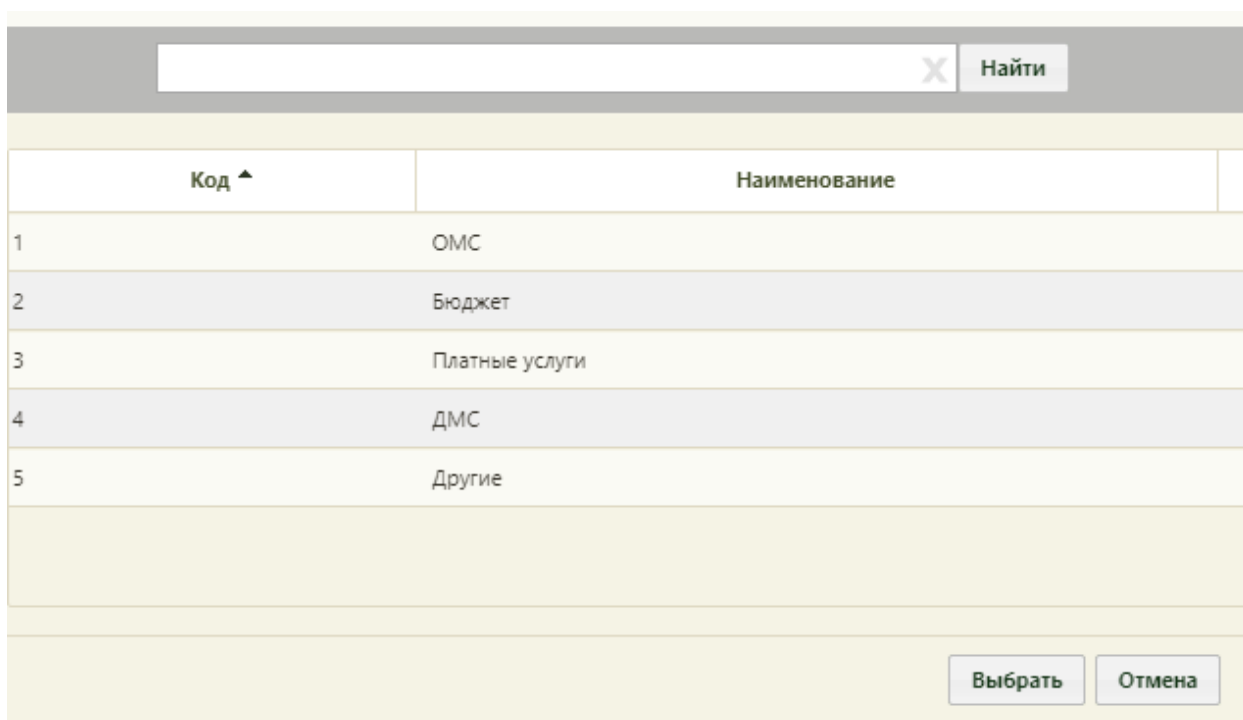 X Найти
Код Наименование
1 ОМС
2 Бюджет
3 Платные услуги
4 ДМС
5 Другие
Выбрать Отмена